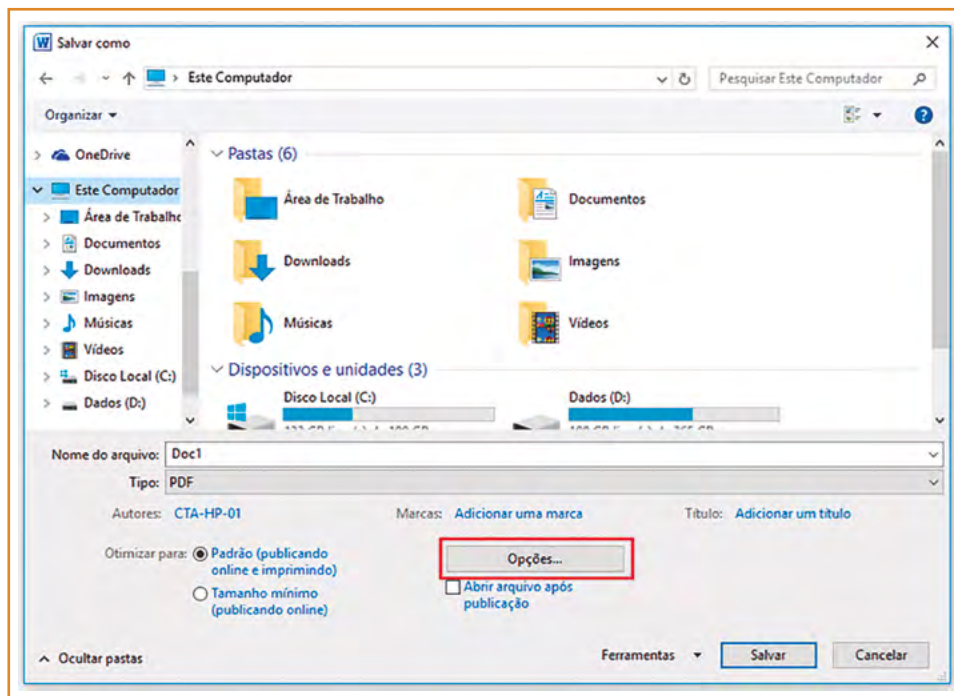 Salvar como
Este Computador
Pesquisar Este Computador
Organizar
OneDrive
Este Computador
Área de Trabalho
Documentos
Downloads
Imagens
Músicas
Vídeos
Disco Local (C:)
Dados (D:)
Pastas (6)
Área de Trabalho
Documentos
Downloads
Imagens
Músicas
Vídeos
Dispositivos e unidades (3)
Disco Local (C:)
Dados (D:)
Nome do arquivo: Doc1
Tipo: PDF
Autores: CTA-HP-01
Marcas: Adicionar uma marca
Título: Adicionar um título
Otimizar para:
Padrão (publicando
online e imprimindo)
Tamanho mínimo
(publicando online)
Opções...
Abrir arquivo após
publicação
Ocultar pastas
Ferramentas
Salvar
Cancelar